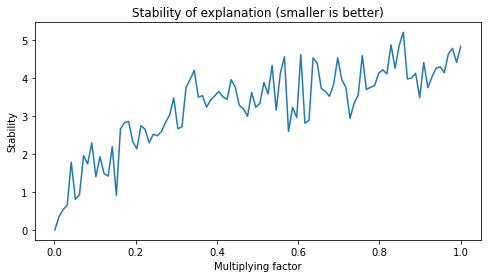 Stability of explanation (smaller is better)
5
4
3
2
1
0
Stability
0.0 0.2 0.4 0.6 0.8 1.0
Multiplying factor